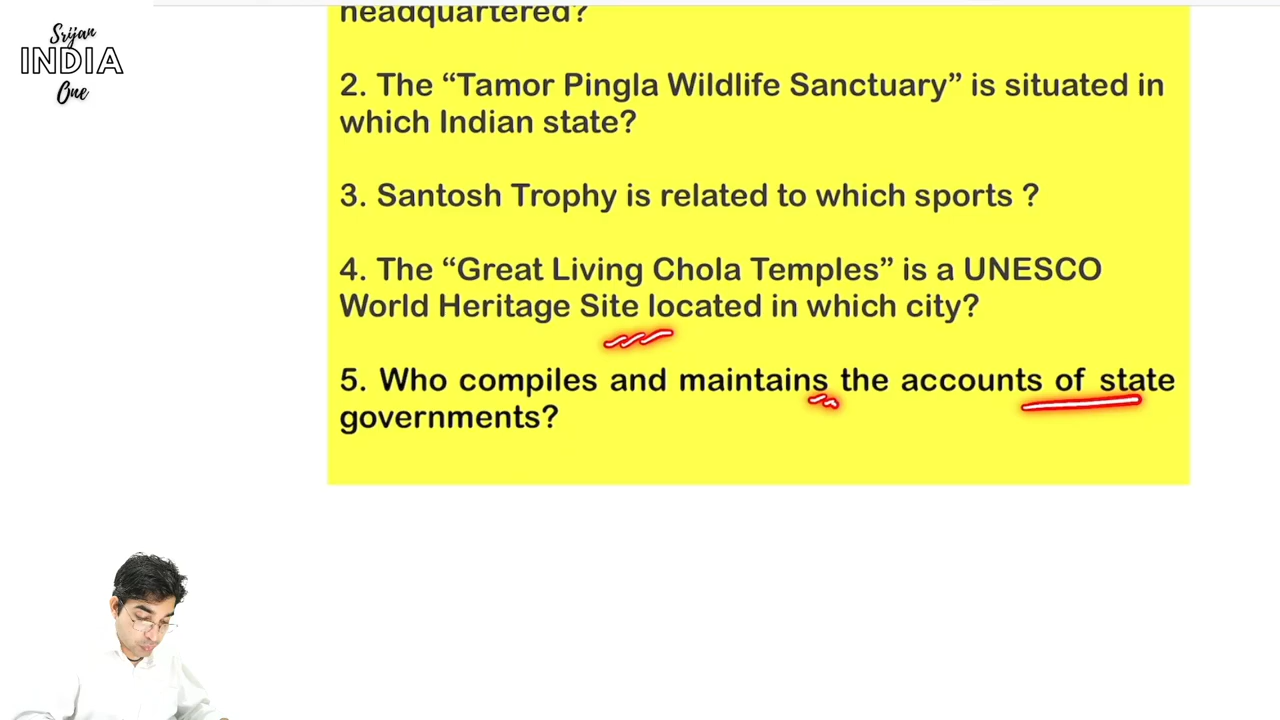 Srijan
INDIA
One
headquartered?
2. The “Tamor Pingla Wildlife Sanctuary” is situated in
which Indian state?
3. Santosh Trophy is related to which sports ?
4. The “Great Living Chola Temples” is a UNESCO
World Heritage Site located in which city?
5. Who compiles and maintains the accounts of state
governments?